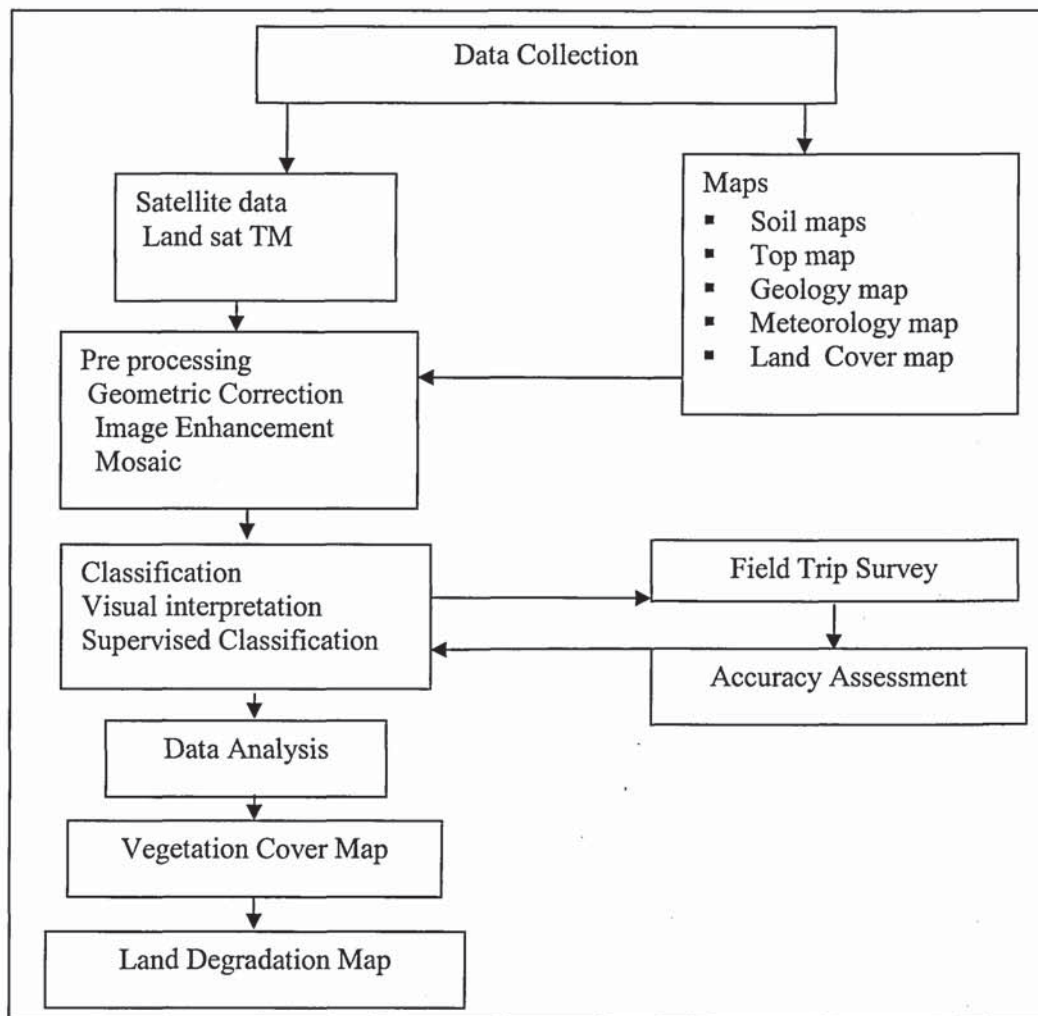 Data Collection
Satellite data
Land sat TM
Maps
▪ Soil maps
▪ Top map
▪ Geology map
▪ Meteorology map
▪ Land Cover map
Pre processing
Geometric Correction
Image Enhancement
Mosaic
Classification
Visual interpretation
Supervised Classification
Field Trip Survey
Accuracy Assessment
Data Analysis
Vegetation Cover Map
Land Degradation Map